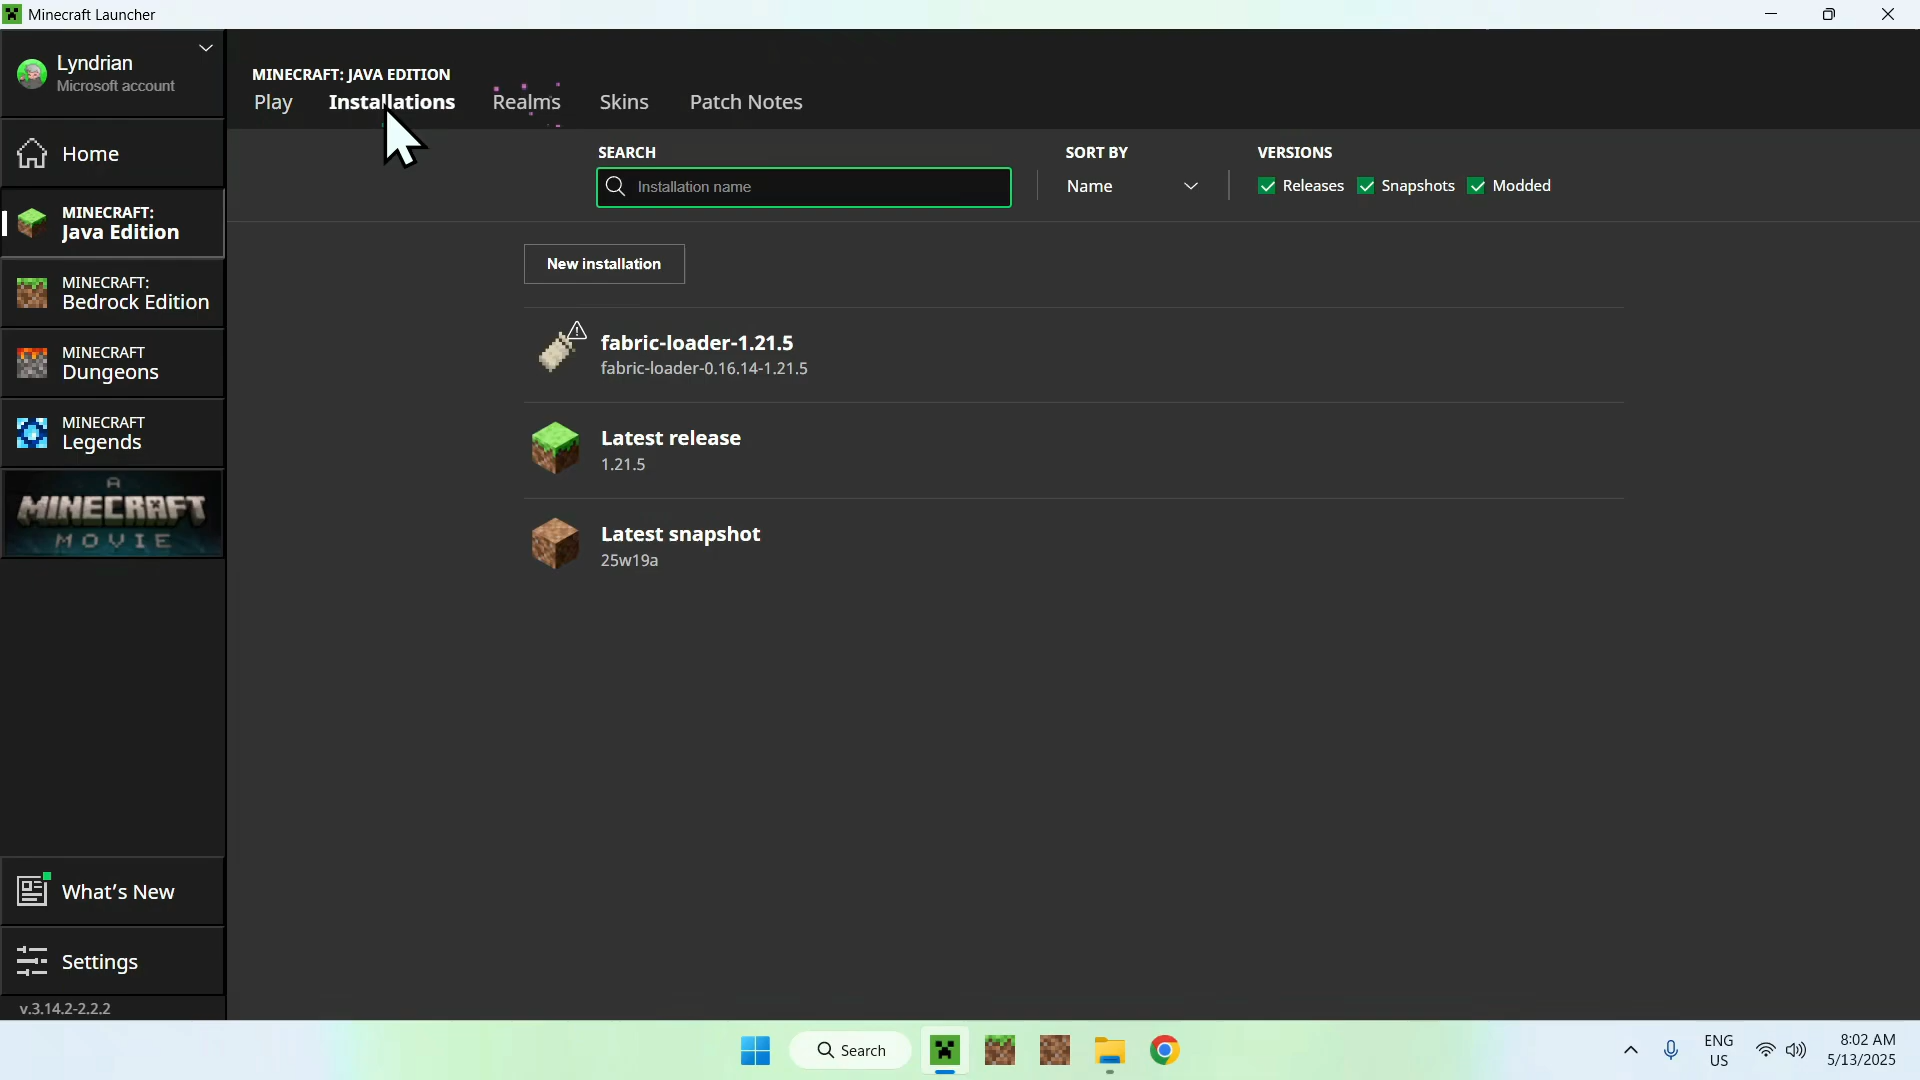 Minecraft Launcher
Lyndrian
Microsoft account
Home
MINECRAFT:
Java Edition
MINECRAFT:
Bedrock Edition
MINECRAFT
Dungeons
MINECRAFT
Legends
A
MINECRAFT
MOVIE
What's New
Settings
v.3.14.2-2.2.2
MINECRAFT: JAVA EDITION
Play Installations Realms Skins Patch Notes
SEARCH SORT BY VERSIONS
Installation name Name Releases Snapshots Modded
New installation
fabric-loader-1.21.5
fabric-loader-0.16.14-1.21.5
Latest release
1.21.5
Latest snapshot
25w19a
Search
ENG
US
8:02 AM
5/13/2025